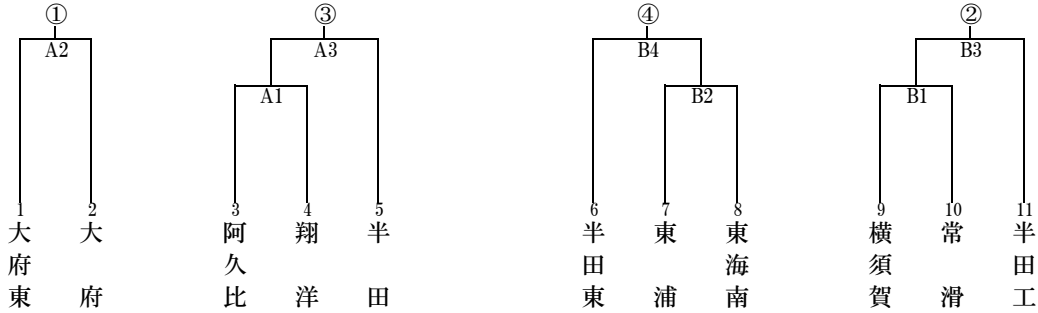 ① ③ ④ ②
A2 A3 B4 B3
A1 B2 B1
1 2 3 4 5 6 7 8 9 10 11
大府東
大府
阿久比
翔洋
半田
半田東
東浦
東海南
横須賀
常滑
半田工